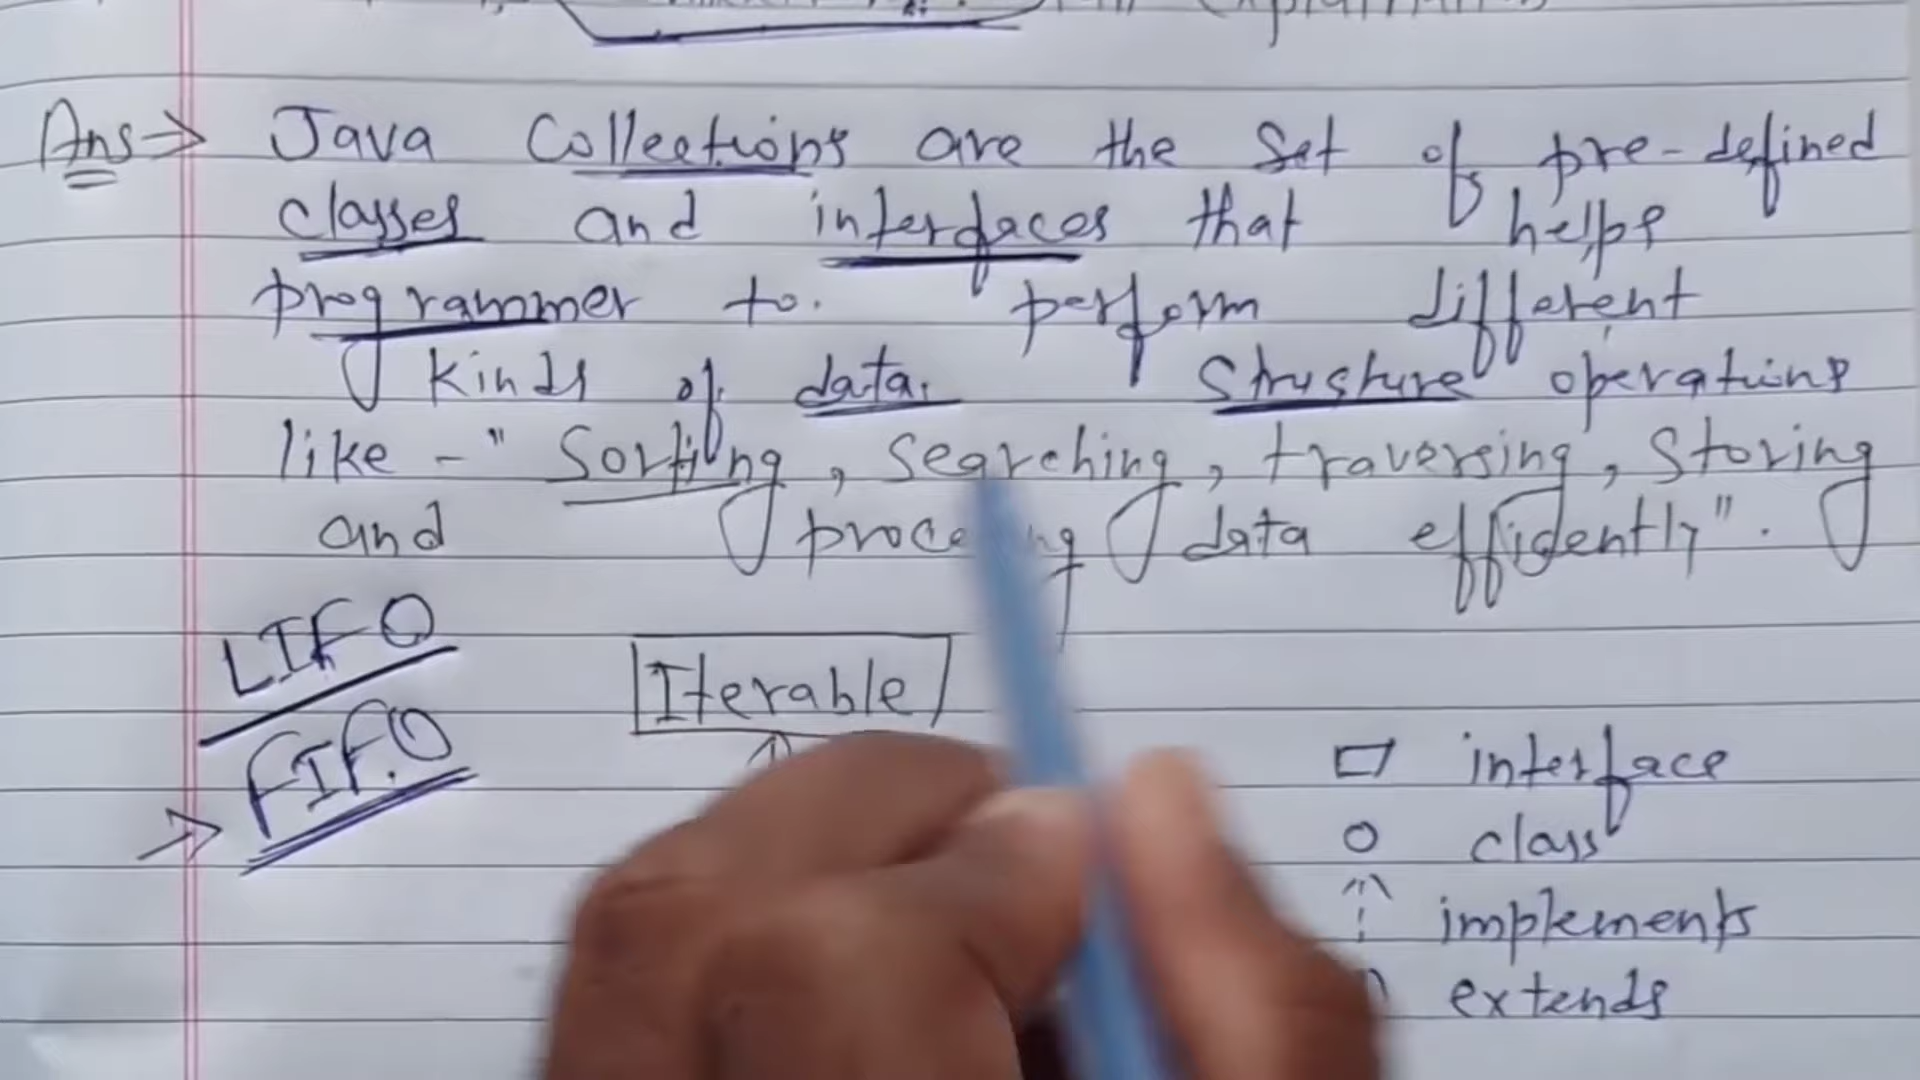 Ans→ Java Collections are the Set of pre-defined
classes and interfaces that helps
programmer to. perform different
kinds of data. Structure operations
like - "Sorting, searching, traversing, storing
and data efficiently".
LIFO
FIFO
Iterable
interface
class
implements
extends